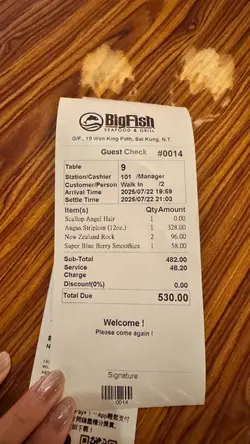 BigFish
SEAFOOD & GRILL
G/F., 19 Wan King Path, Sai Kung, N.T.
Guest Check #0014
Table 9
Station/Cashier 101 /Manager
Customer/Person Walk In /2
Arrival Time 2025/07/22 19:59
Settle Time 2025/07/22 21:03
Item(s) Qty Amount
Scallop Angel Hair 1 0.00
Angus Striploin (12oz.) 1 328.00
New Zealand Rock 2 96.00
Super Blue Berry Smoothies 1 58.00
Sub-Total 482.00
Service 48.20
Discount(0%) 0.00
Total Due 530.00
Welcome !
Please come again !
Signature
0014